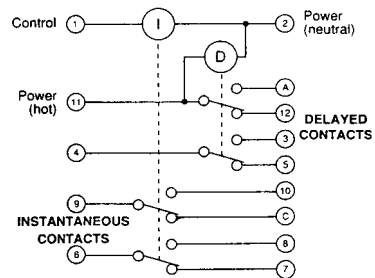 Control 1 I 2 Power
(neutral)
D
A
Power
(hot) 11 12 DELAYED
CONTACTS
3
4 5
10
9 C
INSTANTANEOUS
CONTACTS
8
6 7